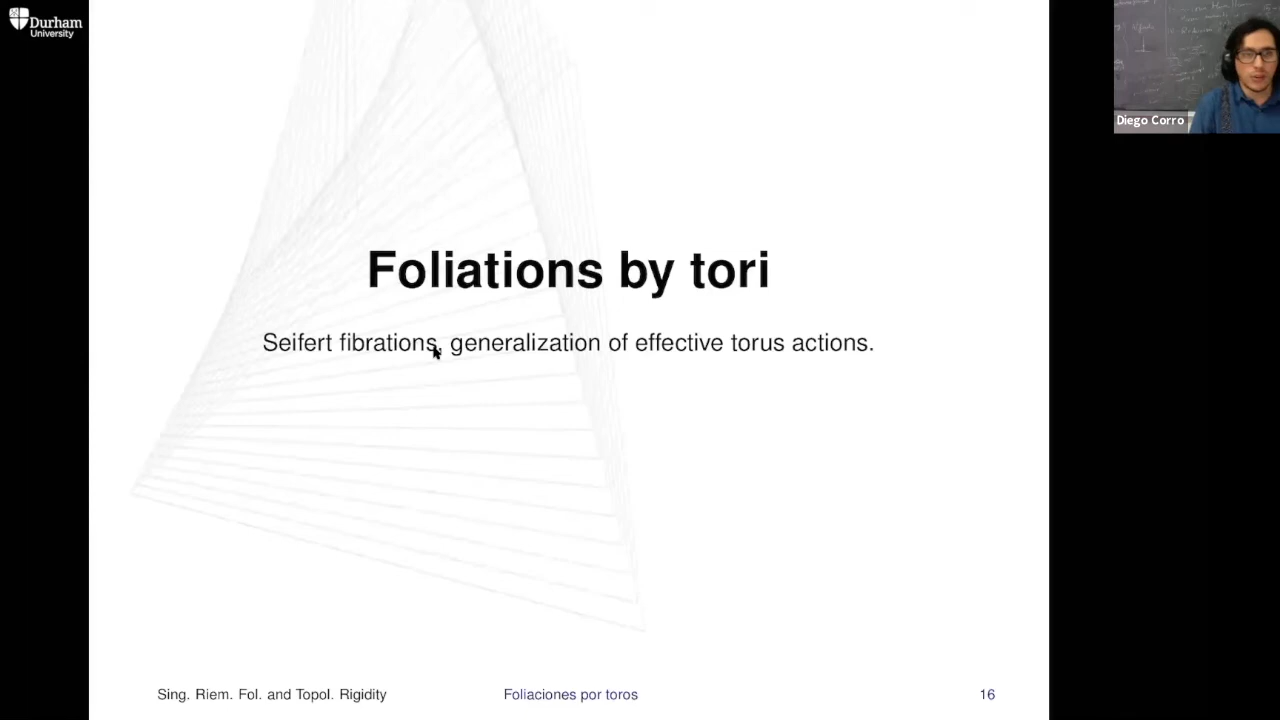 Durham
University
Diego Corro
Foliations by tori
Seifert fibrations, generalization of effective torus actions.
Sing. Riem. Fol. and Topol. Rigidity
Foliaciones por toros
16